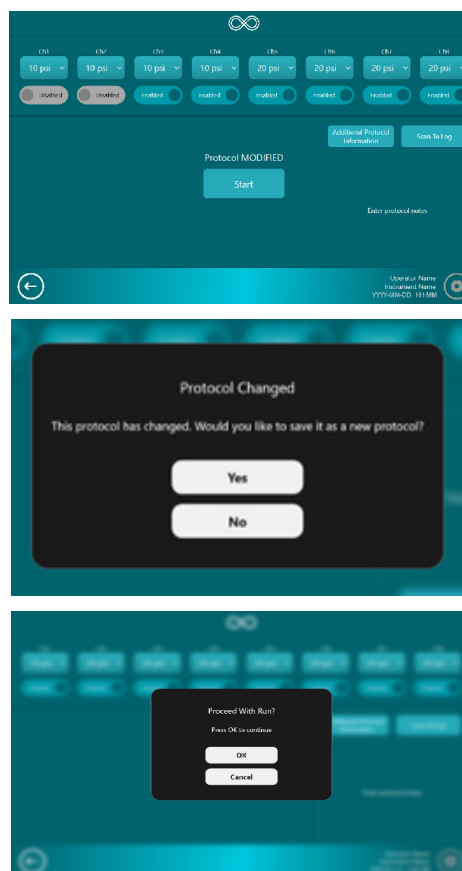 Ch1 Ch2 Ch3 Ch4 Ch5 Ch6 Ch7 Ch8
10 psi 10 psi 10 psi 10 psi 20 psi 20 psi 20 psi 20 psi
Disabled Disabled Enabled Enabled Enabled Enabled Enabled Enabled
Additional Protocol
Information
Scan To Log
Protocol MODIFIED
Start
Enter protocol notes
Operator Name
Instrument Name
YYYY-MM-DD HH:MM
Protocol Changed
This protocol has changed. Would you like to save it as a new protocol?
Yes
No
Proceed With Run?
Press OK to continue
OK
Cancel